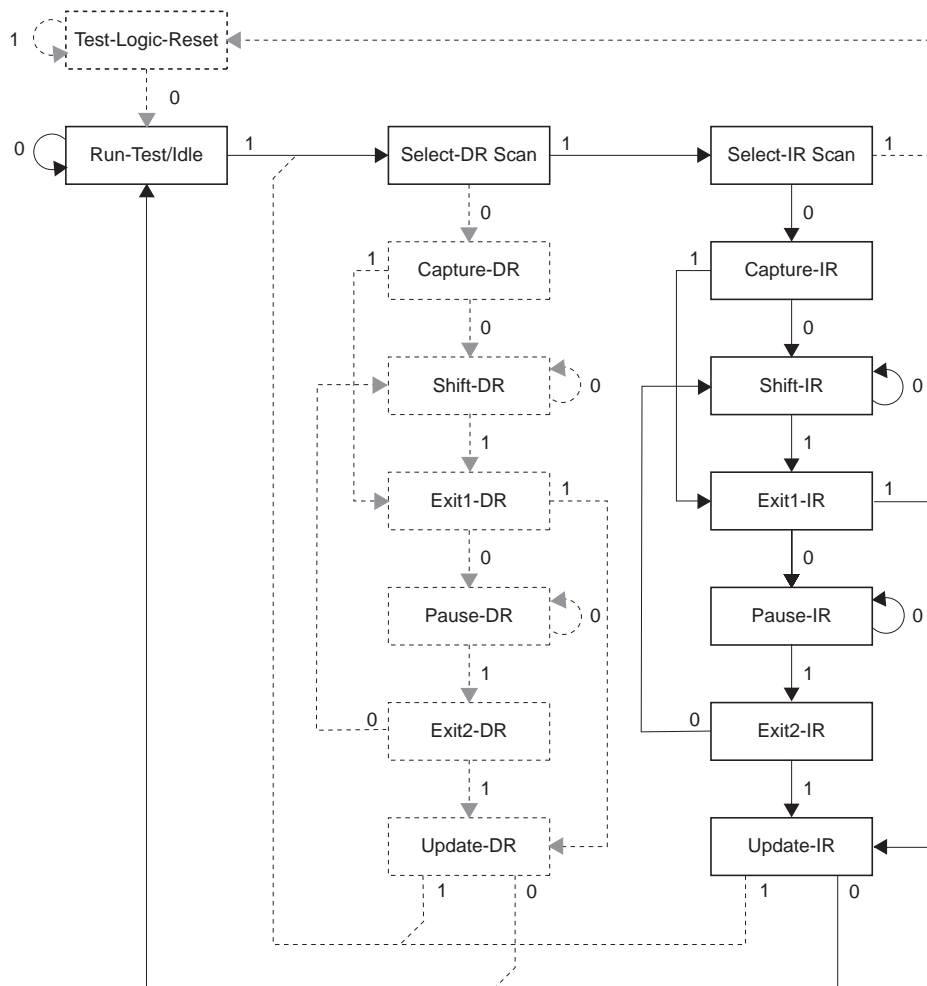 Test-Logic-Reset
1
0
0
Run-Test/Idle
1
Select-DR Scan
1
Select-IR Scan
1
0
0
1
Capture-DR
1
Capture-IR
0
0
Shift-DR
0
Shift-IR
0
1
1
Exit1-DR
1
Exit1-IR
1
0
0
Pause-DR
0
Pause-IR
0
1
1
0
Exit2-DR
0
Exit2-IR
1
1
Update-DR
Update-IR
1
0
1
0